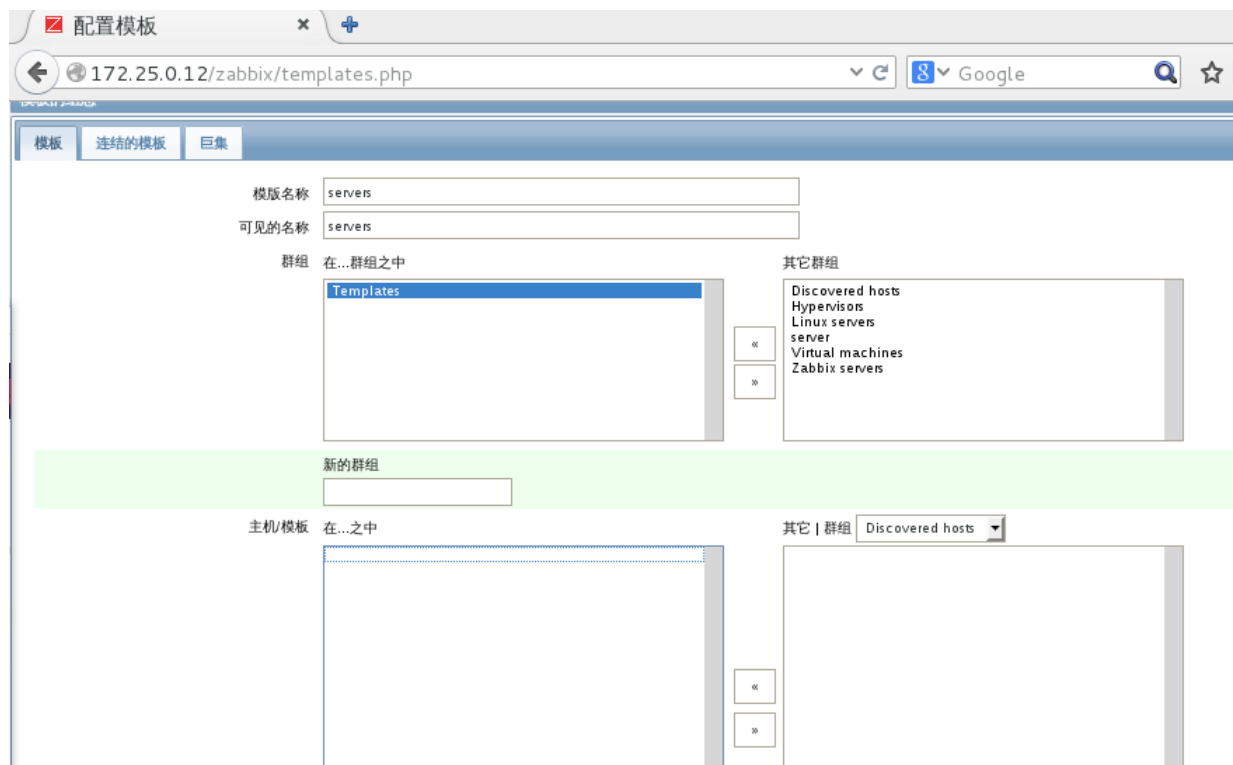 配置模板
172.25.0.12/zabbix/templates.php
Google
模板 连结的模板 巨集
模版名称 servers
可见的名称 servers
群组 在...群组之中 其它群组
Templates
Discovered hosts
Hypervisors
Linux servers
server
Virtual machines
Zabbix servers
«
»
新的群组
主机/模板 在...之中 其它 | 群组 Discovered hosts
«
»